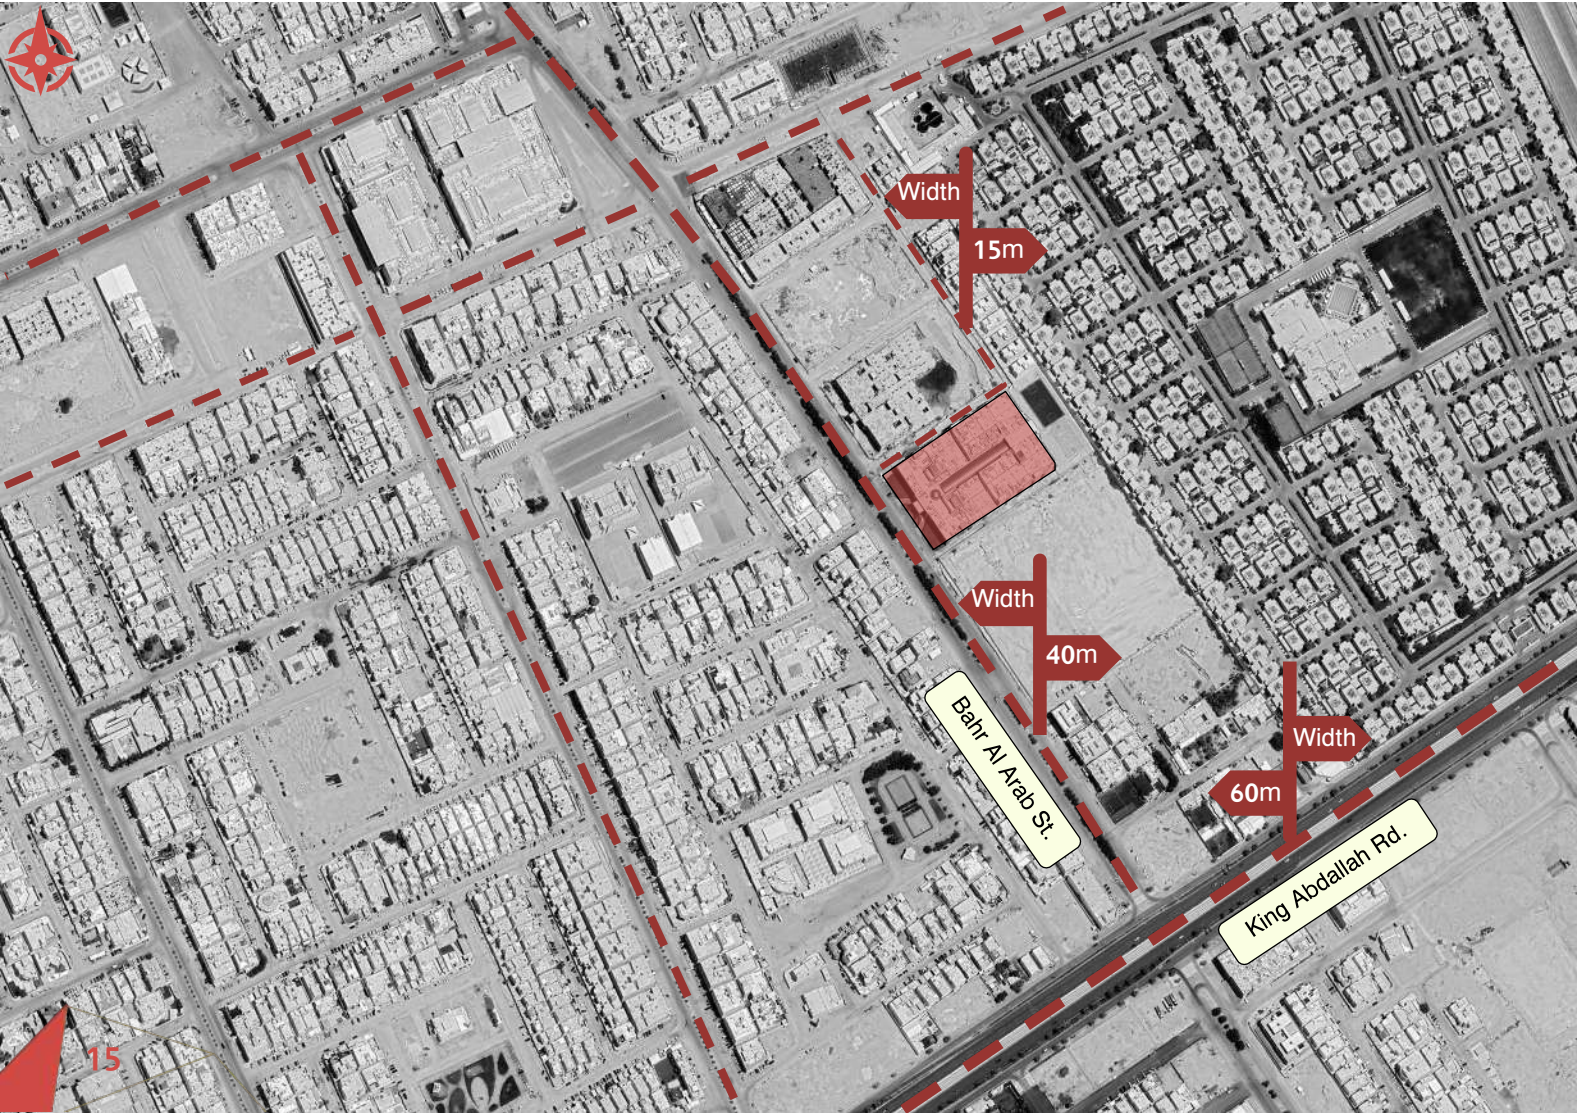 Width
15m
Width
40m
Width
60m
Bahr Al Arab St.
King Abdallah Rd.
15